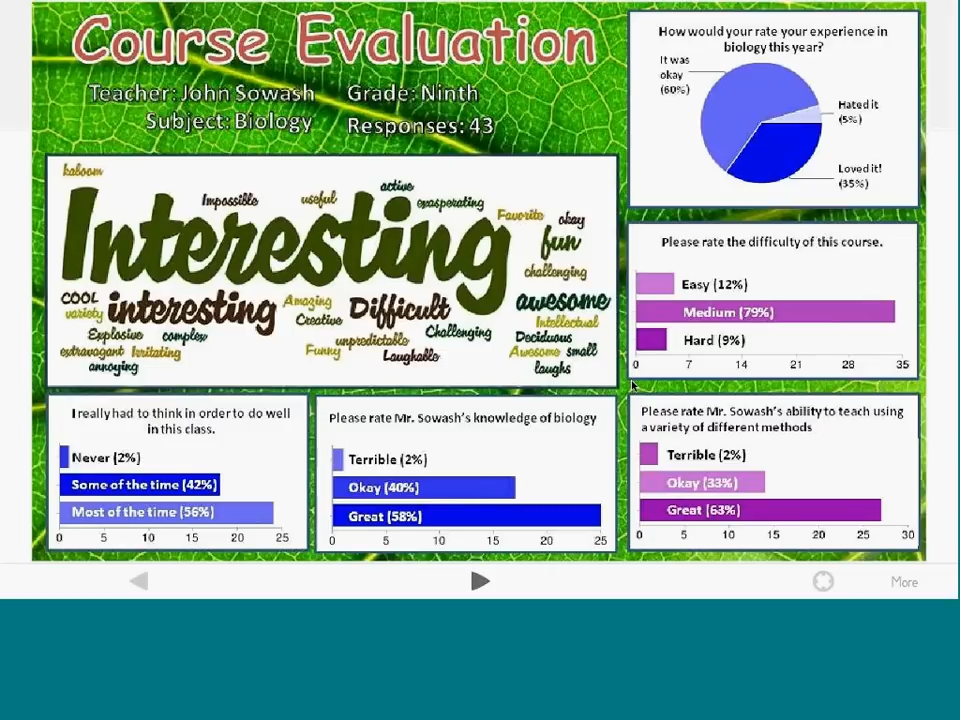 Course Evaluation
Teacher: John Sowash
Grade: Ninth
Subject: Biology
Responses: 43
How would your rate your experience in
biology this year?
It was
okay
(60%)
Hated it
(5%)
Loved it!
(35%)
kaboom
Impossible
useful
active
exasperating
Favorite
okay
Interesting
fun
challenging
COOL
variety
interesting
Amazing
Creative
Difficult
awesome
Intellectual
Explosive
complex
unpredictable
Challenging
Deciduous
extravagant
Irritating
Funny
Laughable
Awesome
small
annoying
laughs
Please rate the difficulty of this course.
Easy (12%)
Medium (79%)
Hard (9%)
0 7 14 21 28 35
I really had to think in order to do well
in this class.
Never (2%)
Some of the time (42%)
Most of the time (56%)
0 5 10 15 20 25
Please rate Mr. Sowash's knowledge of biology
Terrible (2%)
Okay (40%)
Great (58%)
0 5 10 15 20 25
Please rate Mr. Sowash's ability to teach using
a variety of different methods
Terrible (2%)
Okay (33%)
Great (63%)
0 5 10 15 20 25 30
More